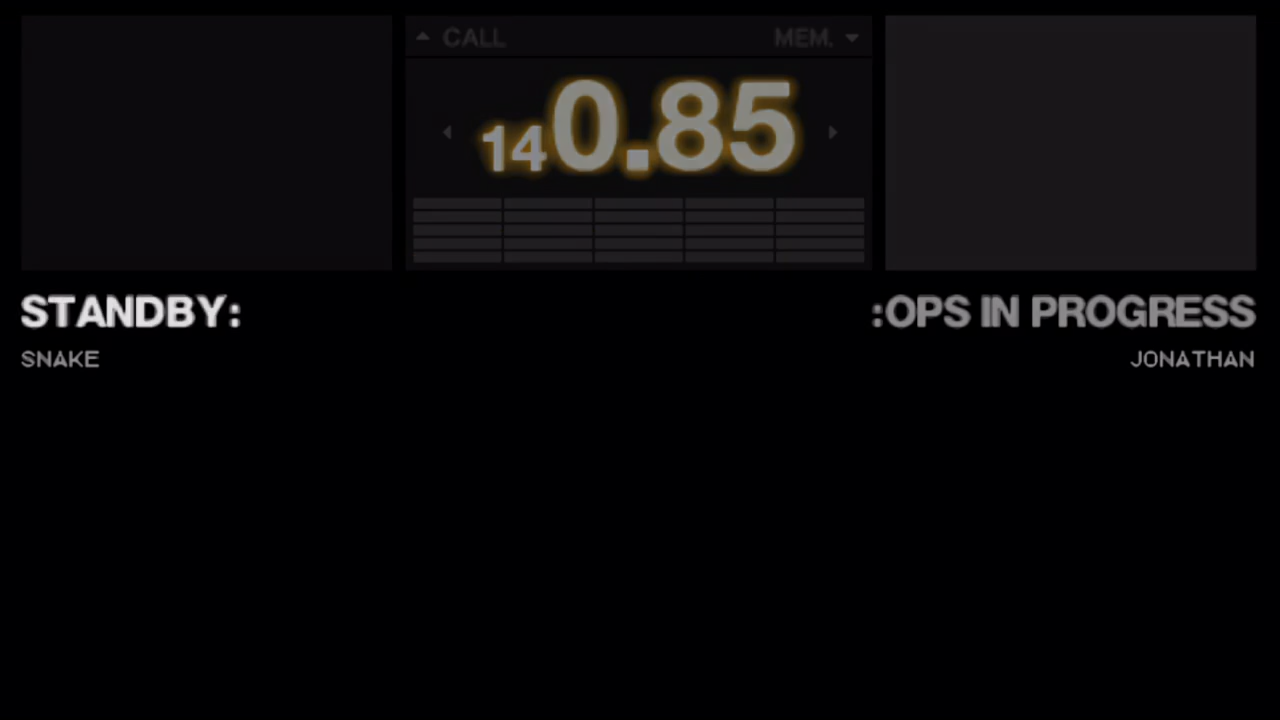 CALL MEM.
140.85
STANDBY: :OPS IN PROGRESS
SNAKE JONATHAN